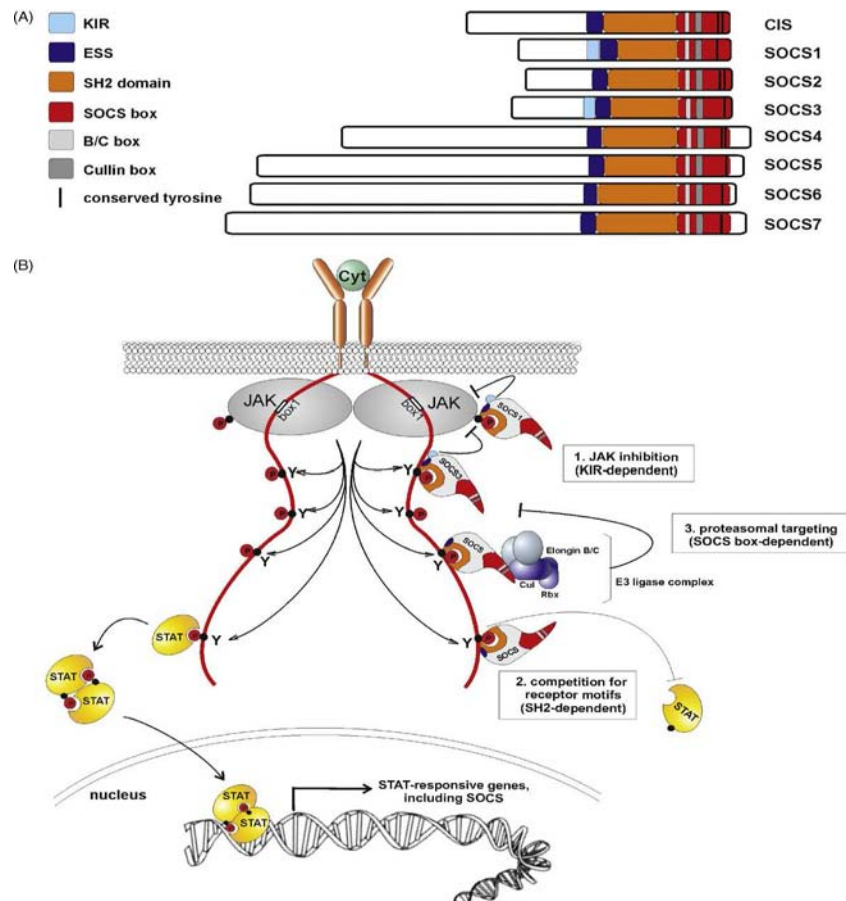 (A)
KIR
ESS
SH2 domain
SOCS box
B/C box
Cullin box
conserved tyrosine
CIS
SOCS1
SOCS2
SOCS3
SOCS4
SOCS5
SOCS6
SOCS7
(B)
Cyt
JAK
box1
JAK
box1
P
P
SOCS1
1. JAK inhibition
(KIR-dependent)
P
Y
Y
P
SOCS3
P
Y
Y
P
3. proteasomal targeting
(SOCS box-dependent)
P
Y
Y
P
SOCS
Elongin B/C
Cul
Rbx
E3 ligase complex
STAT
P
Y
Y
P
SOCS
STAT
P
P
STAT
2. competition for
receptor motifs
(SH2-dependent)
STAT
nucleus
STAT
P
P
STAT
STAT-responsive genes,
including SOCS